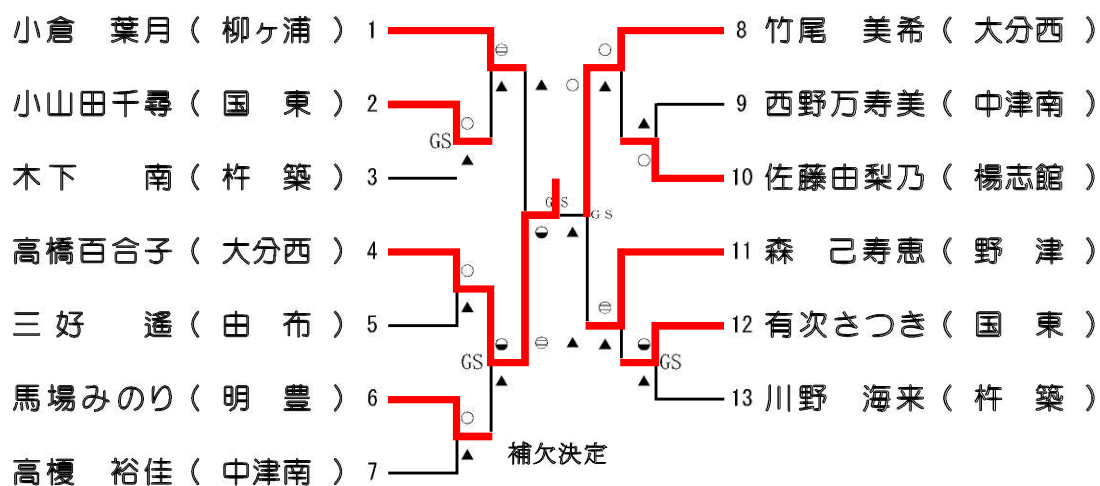 小倉 葉月 ( 柳ヶ浦 ) 1
小山田千尋 ( 国 東 ) 2
GS
木下 南 ( 杵 築 ) 3
高橋百合子 ( 大分西 ) 4
三好 遙 ( 由 布 ) 5
GS
馬場みのり ( 明 豊 ) 6
高榎 裕佳 ( 中津南 ) 7
GS
GS
補欠決定
8 竹尾 美希 ( 大分西 )
9 西野万寿美 ( 中津南 )
10 佐藤由梨乃 ( 楊志館 )
11 森 己寿恵 ( 野 津 )
12 有次さつき ( 国 東 )
GS
13 川野 海来 ( 杵 築 )